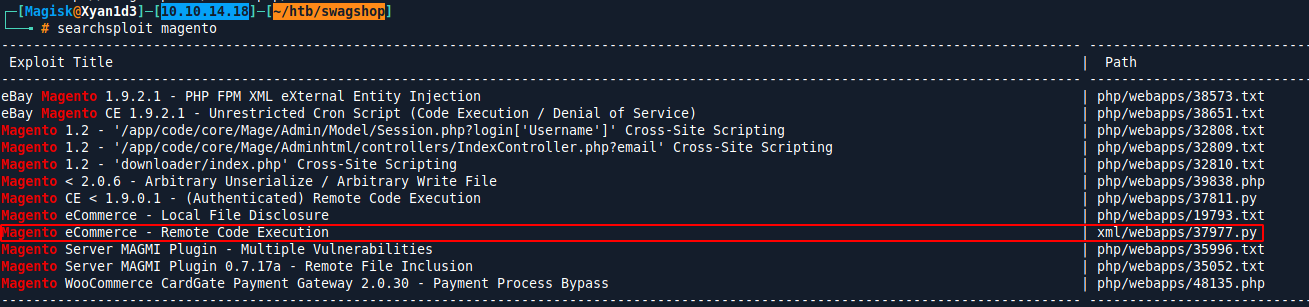 ┌─[Magisk@Xyan1d3]─[10.10.14.18]─[~/htb/swagshop]
└──╼ # searchsploit magento
Exploit Title | Path
eBay Magento 1.9.2.1 - PHP FPM XML eXternal Entity Injection | php/webapps/38573.txt
eBay Magento CE 1.9.2.1 - Unrestricted Cron Script (Code Execution / Denial of Service) | php/webapps/38651.txt
Magento 1.2 - '/app/code/core/Mage/Admin/Model/Session.php?login['Username']' Cross-Site Scripting | php/webapps/32808.txt
Magento 1.2 - '/app/code/core/Mage/Adminhtml/controllers/IndexController.php?email' Cross-Site Scripting | php/webapps/32809.txt
Magento 1.2 - 'downloader/index.php' Cross-Site Scripting | php/webapps/32810.txt
Magento < 2.0.6 - Arbitrary Unserialize / Arbitrary Write File | php/webapps/39838.php
Magento CE < 1.9.0.1 - (Authenticated) Remote Code Execution | php/webapps/37811.py
Magento eCommerce - Local File Disclosure | php/webapps/19793.txt
Magento eCommerce - Remote Code Execution | xml/webapps/37977.py
Magento Server MAGMI Plugin - Multiple Vulnerabilities | php/webapps/35996.txt
Magento Server MAGMI Plugin 0.7.17a - Remote File Inclusion | php/webapps/35052.txt
Magento WooCommerce CardGate Payment Gateway 2.0.30 - Payment Process Bypass | php/webapps/48135.php